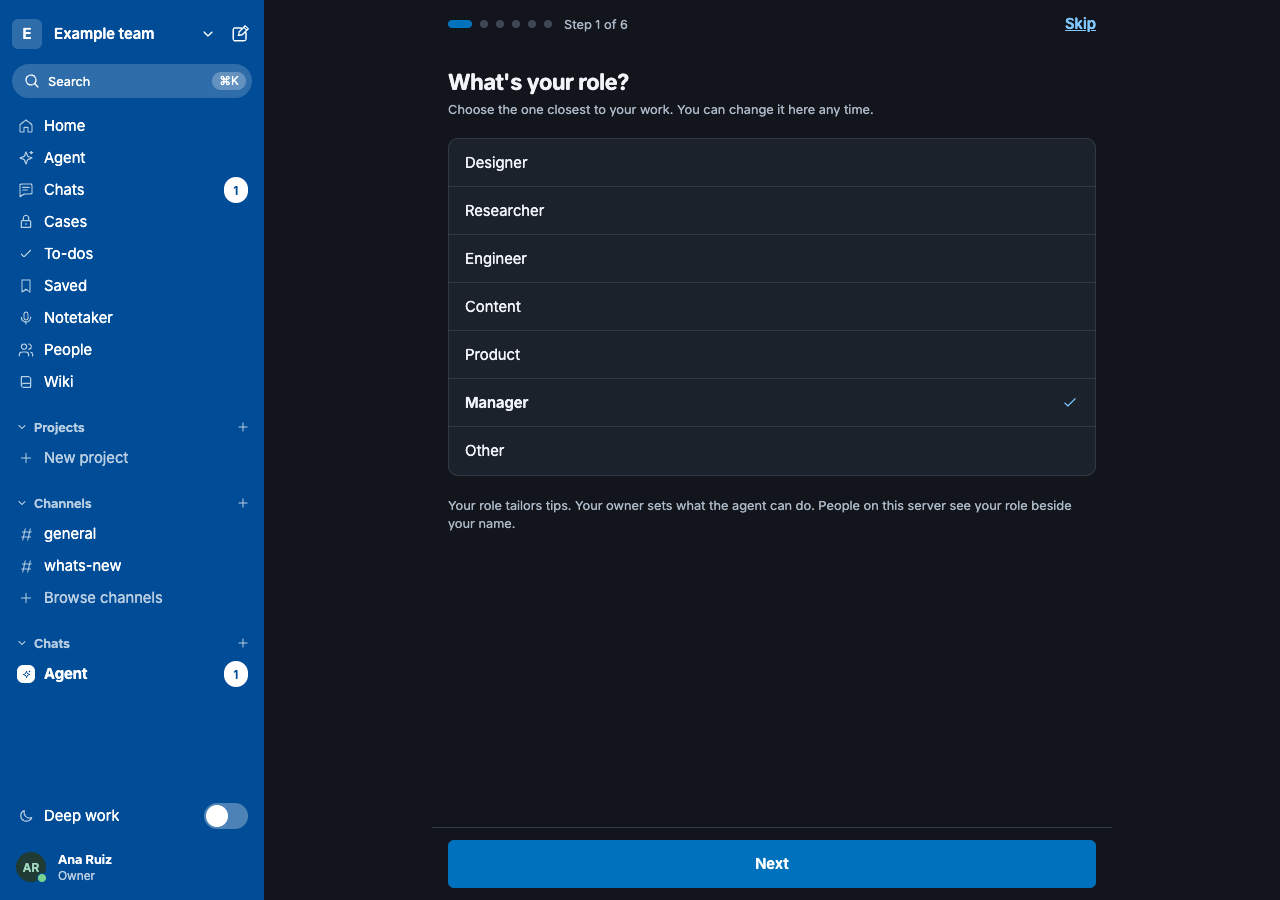 E Example team
Search ⌘K
Home
Agent
Chats 1
Cases
To-dos
Saved
Notetaker
People
Wiki
Projects
New project
Channels
general
whats-new
Browse channels
Chats
Agent 1
Deep work
AR Ana Ruiz
Owner
Step 1 of 6
Skip
What's your role?
Choose the one closest to your work. You can change it here any time.
Designer
Researcher
Engineer
Content
Product
Manager
Other
Your role tailors tips. Your owner sets what the agent can do. People on this server see your role beside
your name.
Next